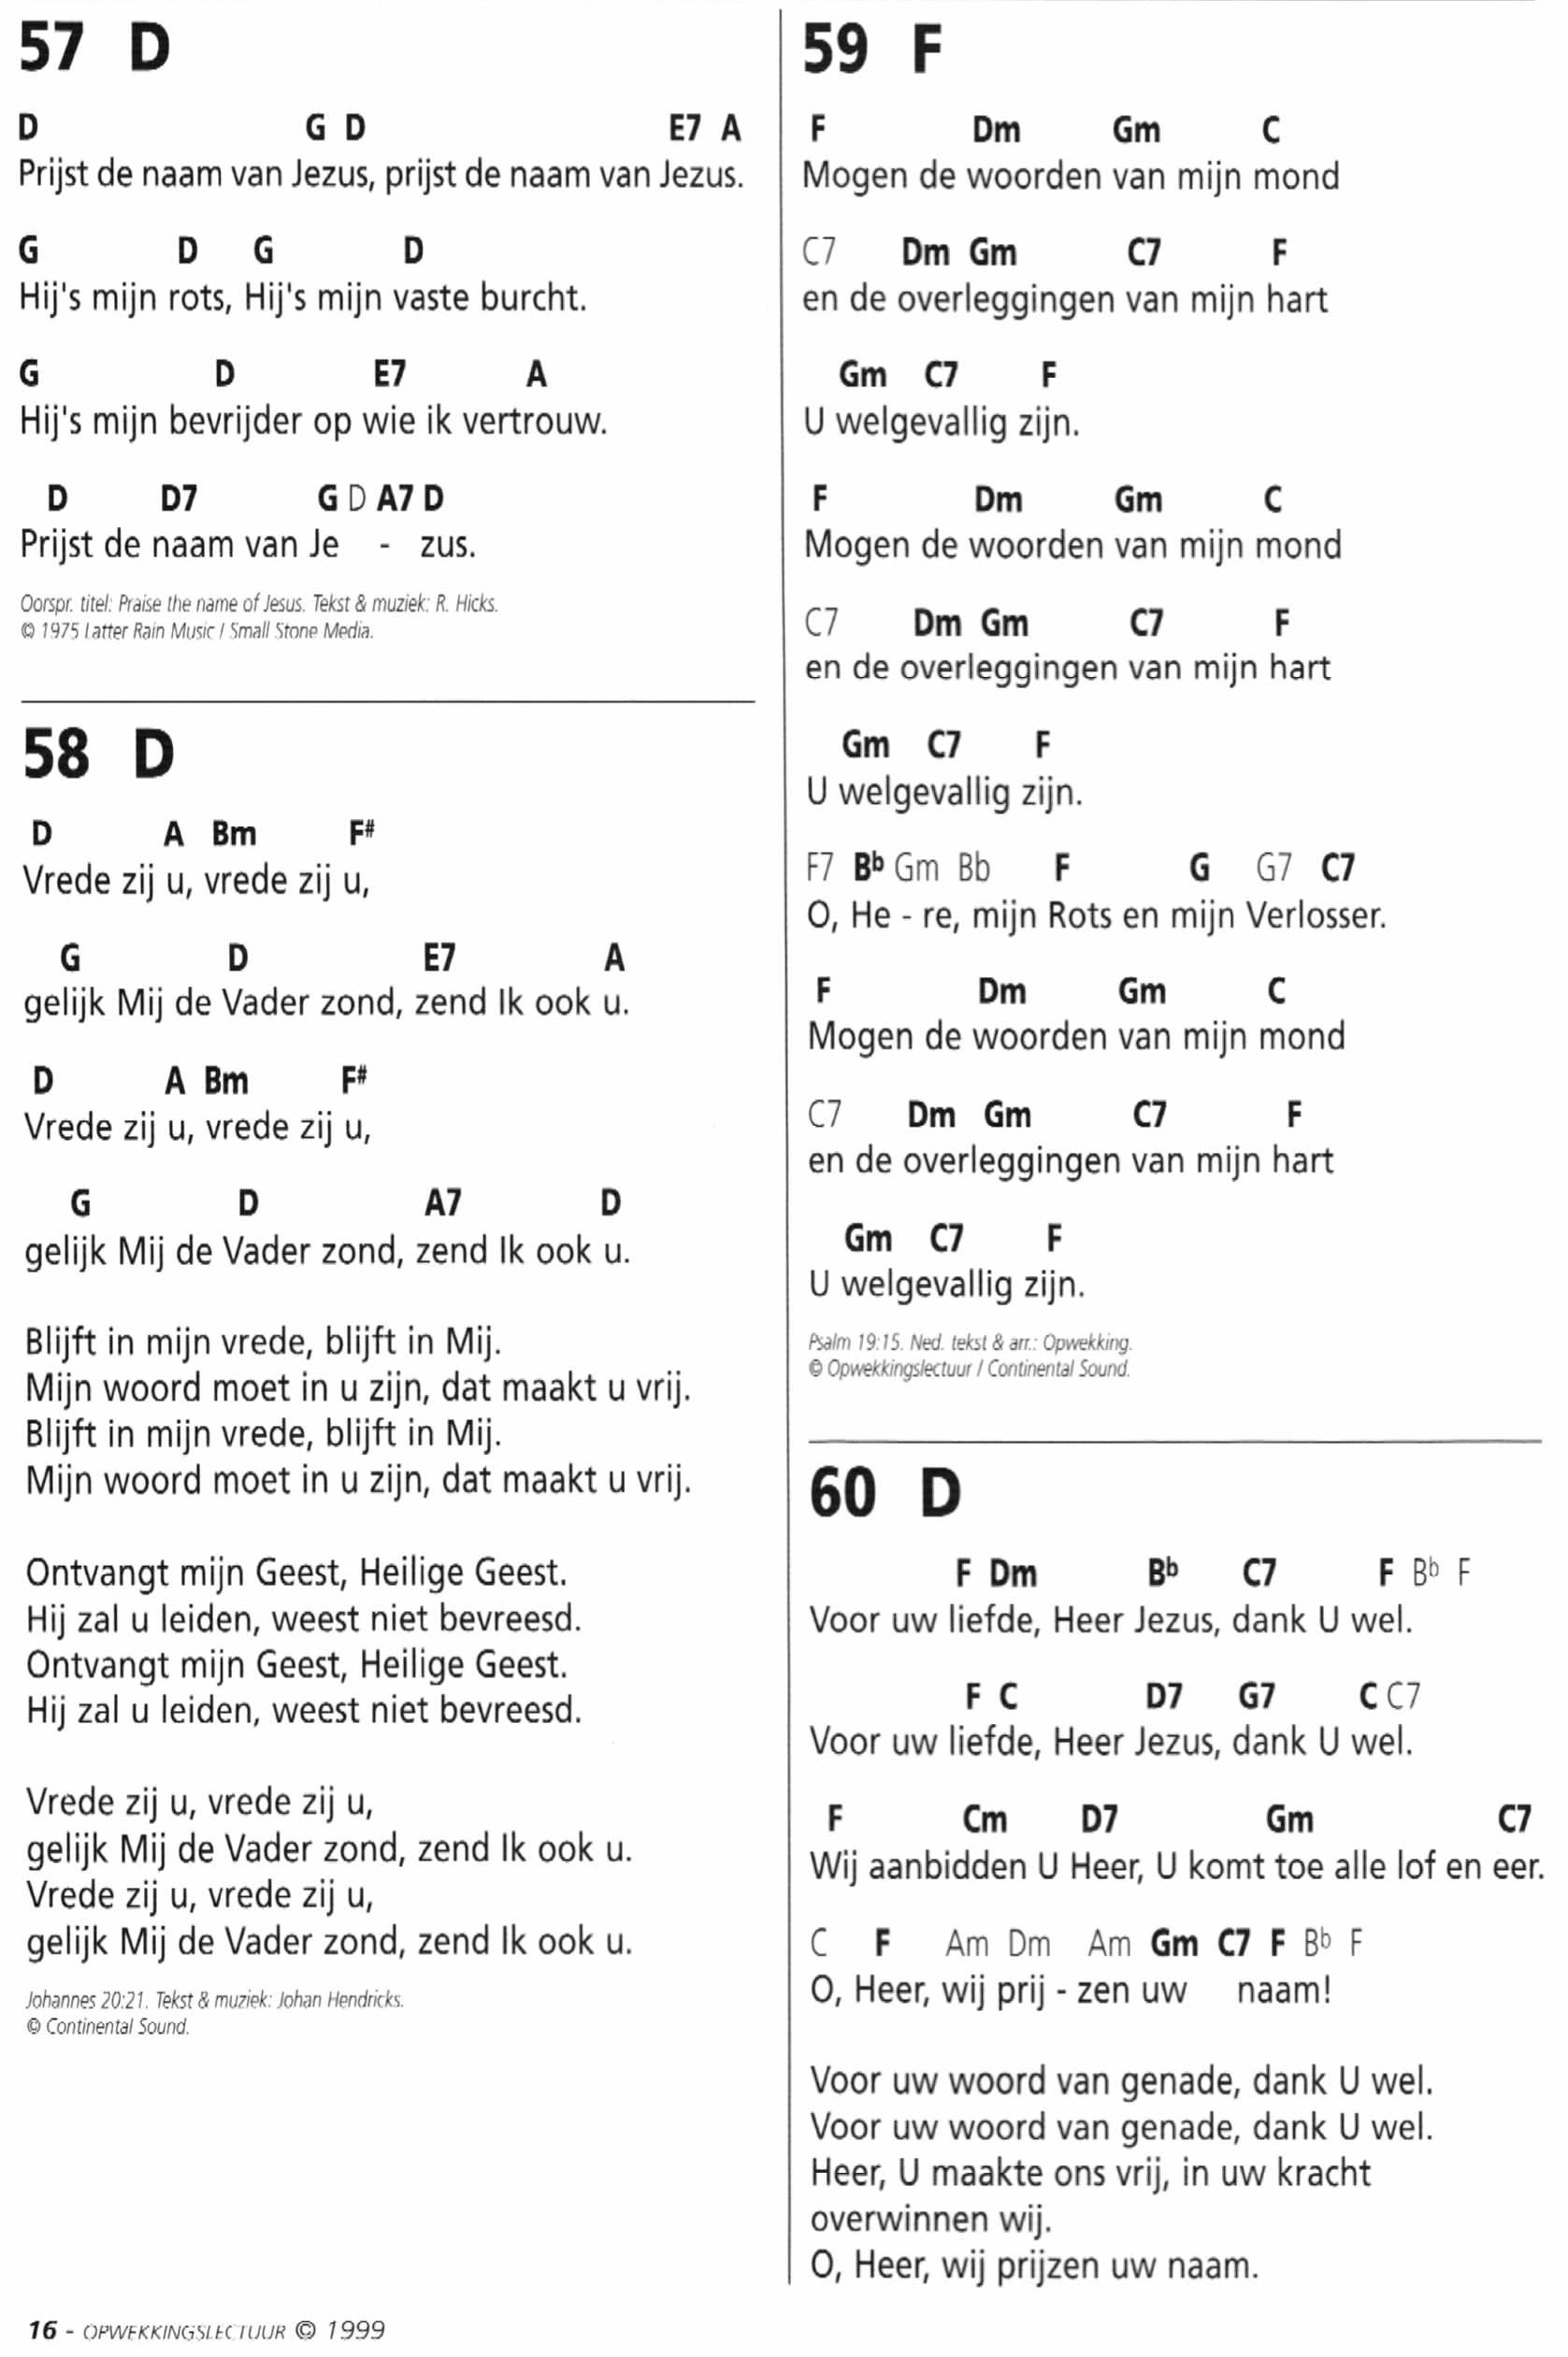 57 D
D G D E7 A
Prijst de naam van Jezus, prijst de naam van Jezus.
G D G D
Hij's mijn rots, Hij's mijn vaste burcht.
G D E7 A
Hij's mijn bevrijder op wie ik vertrouw.
D D7 G D A7 D
Prijst de naam van Je - zus.
Oorspr. titel: Praise the name of Jesus. Tekst & muziek: R. Hicks.
© 1975 Latter Rain Music / Small Stone Media.
58 D
D A Bm F#
Vrede zij u, vrede zij u,
G D E7 A
gelijk Mij de Vader zond, zend Ik ook u.
D A Bm F#
Vrede zij u, vrede zij u,
G D A7 D
gelijk Mij de Vader zond, zend Ik ook u.
Blijft in mijn vrede, blijft in Mij.
Mijn woord moet in u zijn, dat maakt u vrij.
Blijft in mijn vrede, blijft in Mij.
Mijn woord moet in u zijn, dat maakt u vrij.
Ontvangt mijn Geest, Heilige Geest.
Hij zal u leiden, weest niet bevreesd.
Ontvangt mijn Geest, Heilige Geest.
Hij zal u leiden, weest niet bevreesd.
Vrede zij u, vrede zij u,
gelijk Mij de Vader zond, zend Ik ook u.
Vrede zij u, vrede zij u,
gelijk Mij de Vader zond, zend Ik ook u.
Johannes 20:21. Tekst & muziek: Johan Hendricks.
© Continental Sound.
59 F
F Dm Gm C
Mogen de woorden van mijn mond
C7 Dm Gm C7 F
en de overleggingen van mijn hart
Gm C7 F
U welgevallig zijn.
F Dm Gm C
Mogen de woorden van mijn mond
C7 Dm Gm C7 F
en de overleggingen van mijn hart
Gm C7 F
U welgevallig zijn.
F7 Bb Gm Bb F G G7 C7
O, He - re, mijn Rots en mijn Verlosser.
F Dm Gm C
Mogen de woorden van mijn mond
C7 Dm Gm C7 F
en de overleggingen van mijn hart
Gm C7 F
U welgevallig zijn.
Psalm 19:15. Ned. tekst & arr.: Opwekking.
© Opwekkingslectuur / Continental Sound.
60 D
F Dm Bb C7 F Bb F
Voor uw liefde, Heer Jezus, dank U wel.
F C D7 G7 C C7
Voor uw liefde, Heer Jezus, dank U wel.
F Cm D7 Gm C7
Wij aanbidden U Heer, U komt toe alle lof en eer.
C F Am Dm Am Gm C7 F Bb F
O, Heer, wij prij - zen uw naam!
Voor uw woord van genade, dank U wel.
Voor uw woord van genade, dank U wel.
Heer, U maakte ons vrij, in uw kracht
overwinnen wij.
O, Heer, wij prijzen uw naam.
16 - OPWEKKINGSLECTUUR © 1999